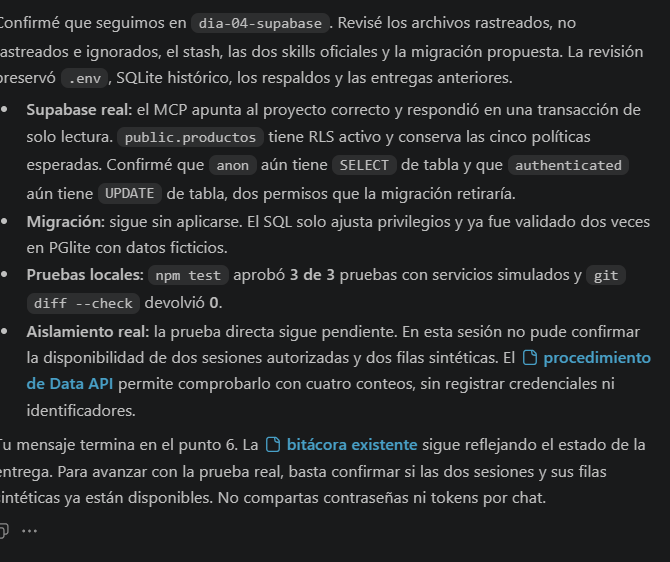 Confirmé que seguimos en dia-04-supabase. Revisé los archivos rastreados, no
rastreados e ignorados, el stash, las dos skills oficiales y la migración propuesta. La revisión
preservó .env, SQLite histórico, los respaldos y las entregas anteriores.
• Supabase real: el MCP apunta al proyecto correcto y respondió en una transacción de
solo lectura. public.productos tiene RLS activo y conserva las cinco políticas
esperadas. Confirmé que anon aún tiene SELECT de tabla y que authenticated
aún tiene UPDATE de tabla, dos permisos que la migración retiraría.
• Migración: sigue sin aplicarse. El SQL solo ajusta privilegios y ya fue validado dos veces
en PGlite con datos ficticios.
• Pruebas locales: npm test aprobó 3 de 3 pruebas con servicios simulados y git
diff --check devolvió 0.
• Aislamiento real: la prueba directa sigue pendiente. En esta sesión no pude confirmar
la disponibilidad de dos sesiones autorizadas y dos filas sintéticas. El procedimiento
de Data API permite comprobarlo con cuatro conteos, sin registrar credenciales ni
identificadores.
Tu mensaje termina en el punto 6. La bitácora existente sigue reflejando el estado de la
entrega. Para avanzar con la prueba real, basta confirmar si las dos sesiones y sus filas
sintéticas ya están disponibles. No compartas contraseñas ni tokens por chat.